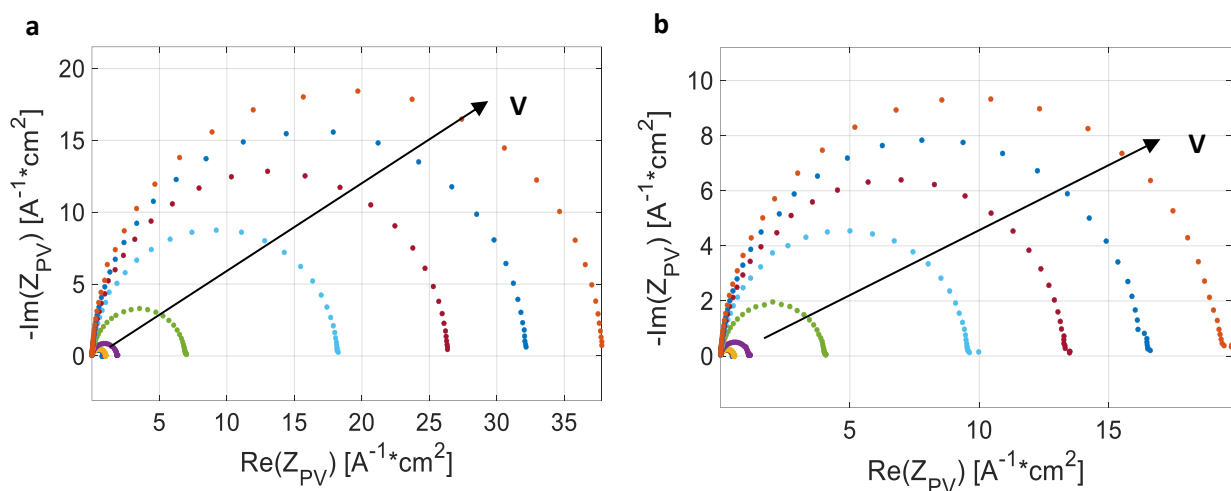 a
20
15
10
5
0
5 10 15 20 25 30 35
-Im(Z_PV) [A^-1*cm^2]
Re(Z_PV) [A^-1*cm^2]
V
b
10
8
6
4
2
0
5 10 15
-Im(Z_PV) [A^-1*cm^2]
Re(Z_PV) [A^-1*cm^2]
V